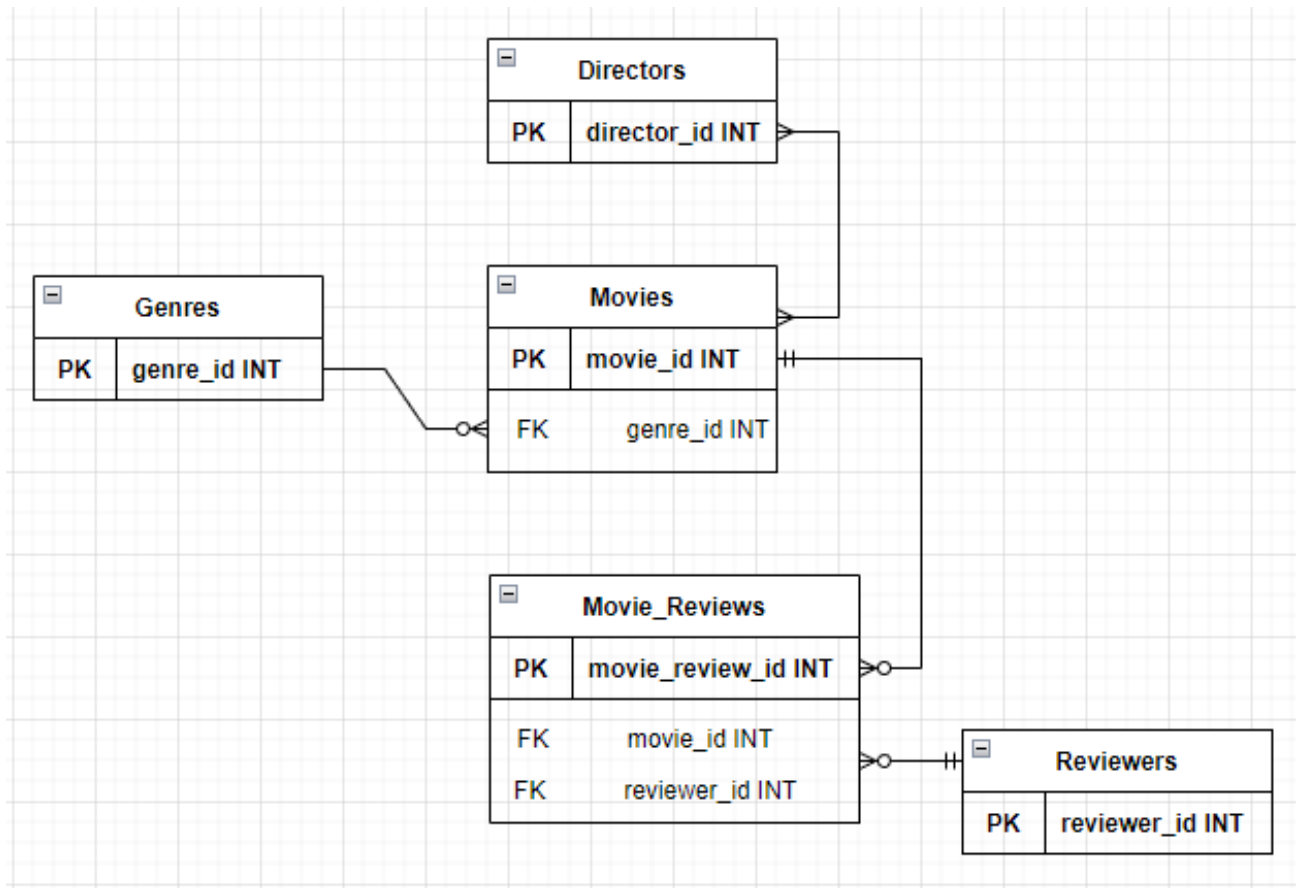 Directors
PK director_id INT
Genres
PK genre_id INT
Movies
PK movie_id INT
FK genre_id INT
Movie_Reviews
PK movie_review_id INT
FK movie_id INT
FK reviewer_id INT
Reviewers
PK reviewer_id INT